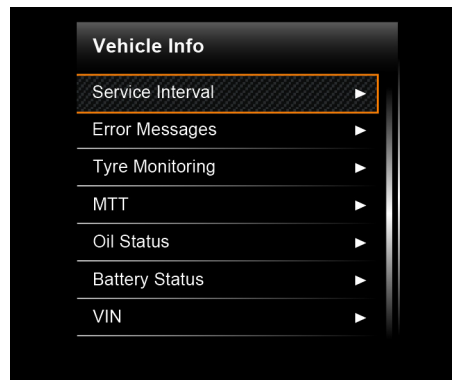 Vehicle Info
Service Interval
Error Messages
Tyre Monitoring
MTT
Oil Status
Battery Status
VIN